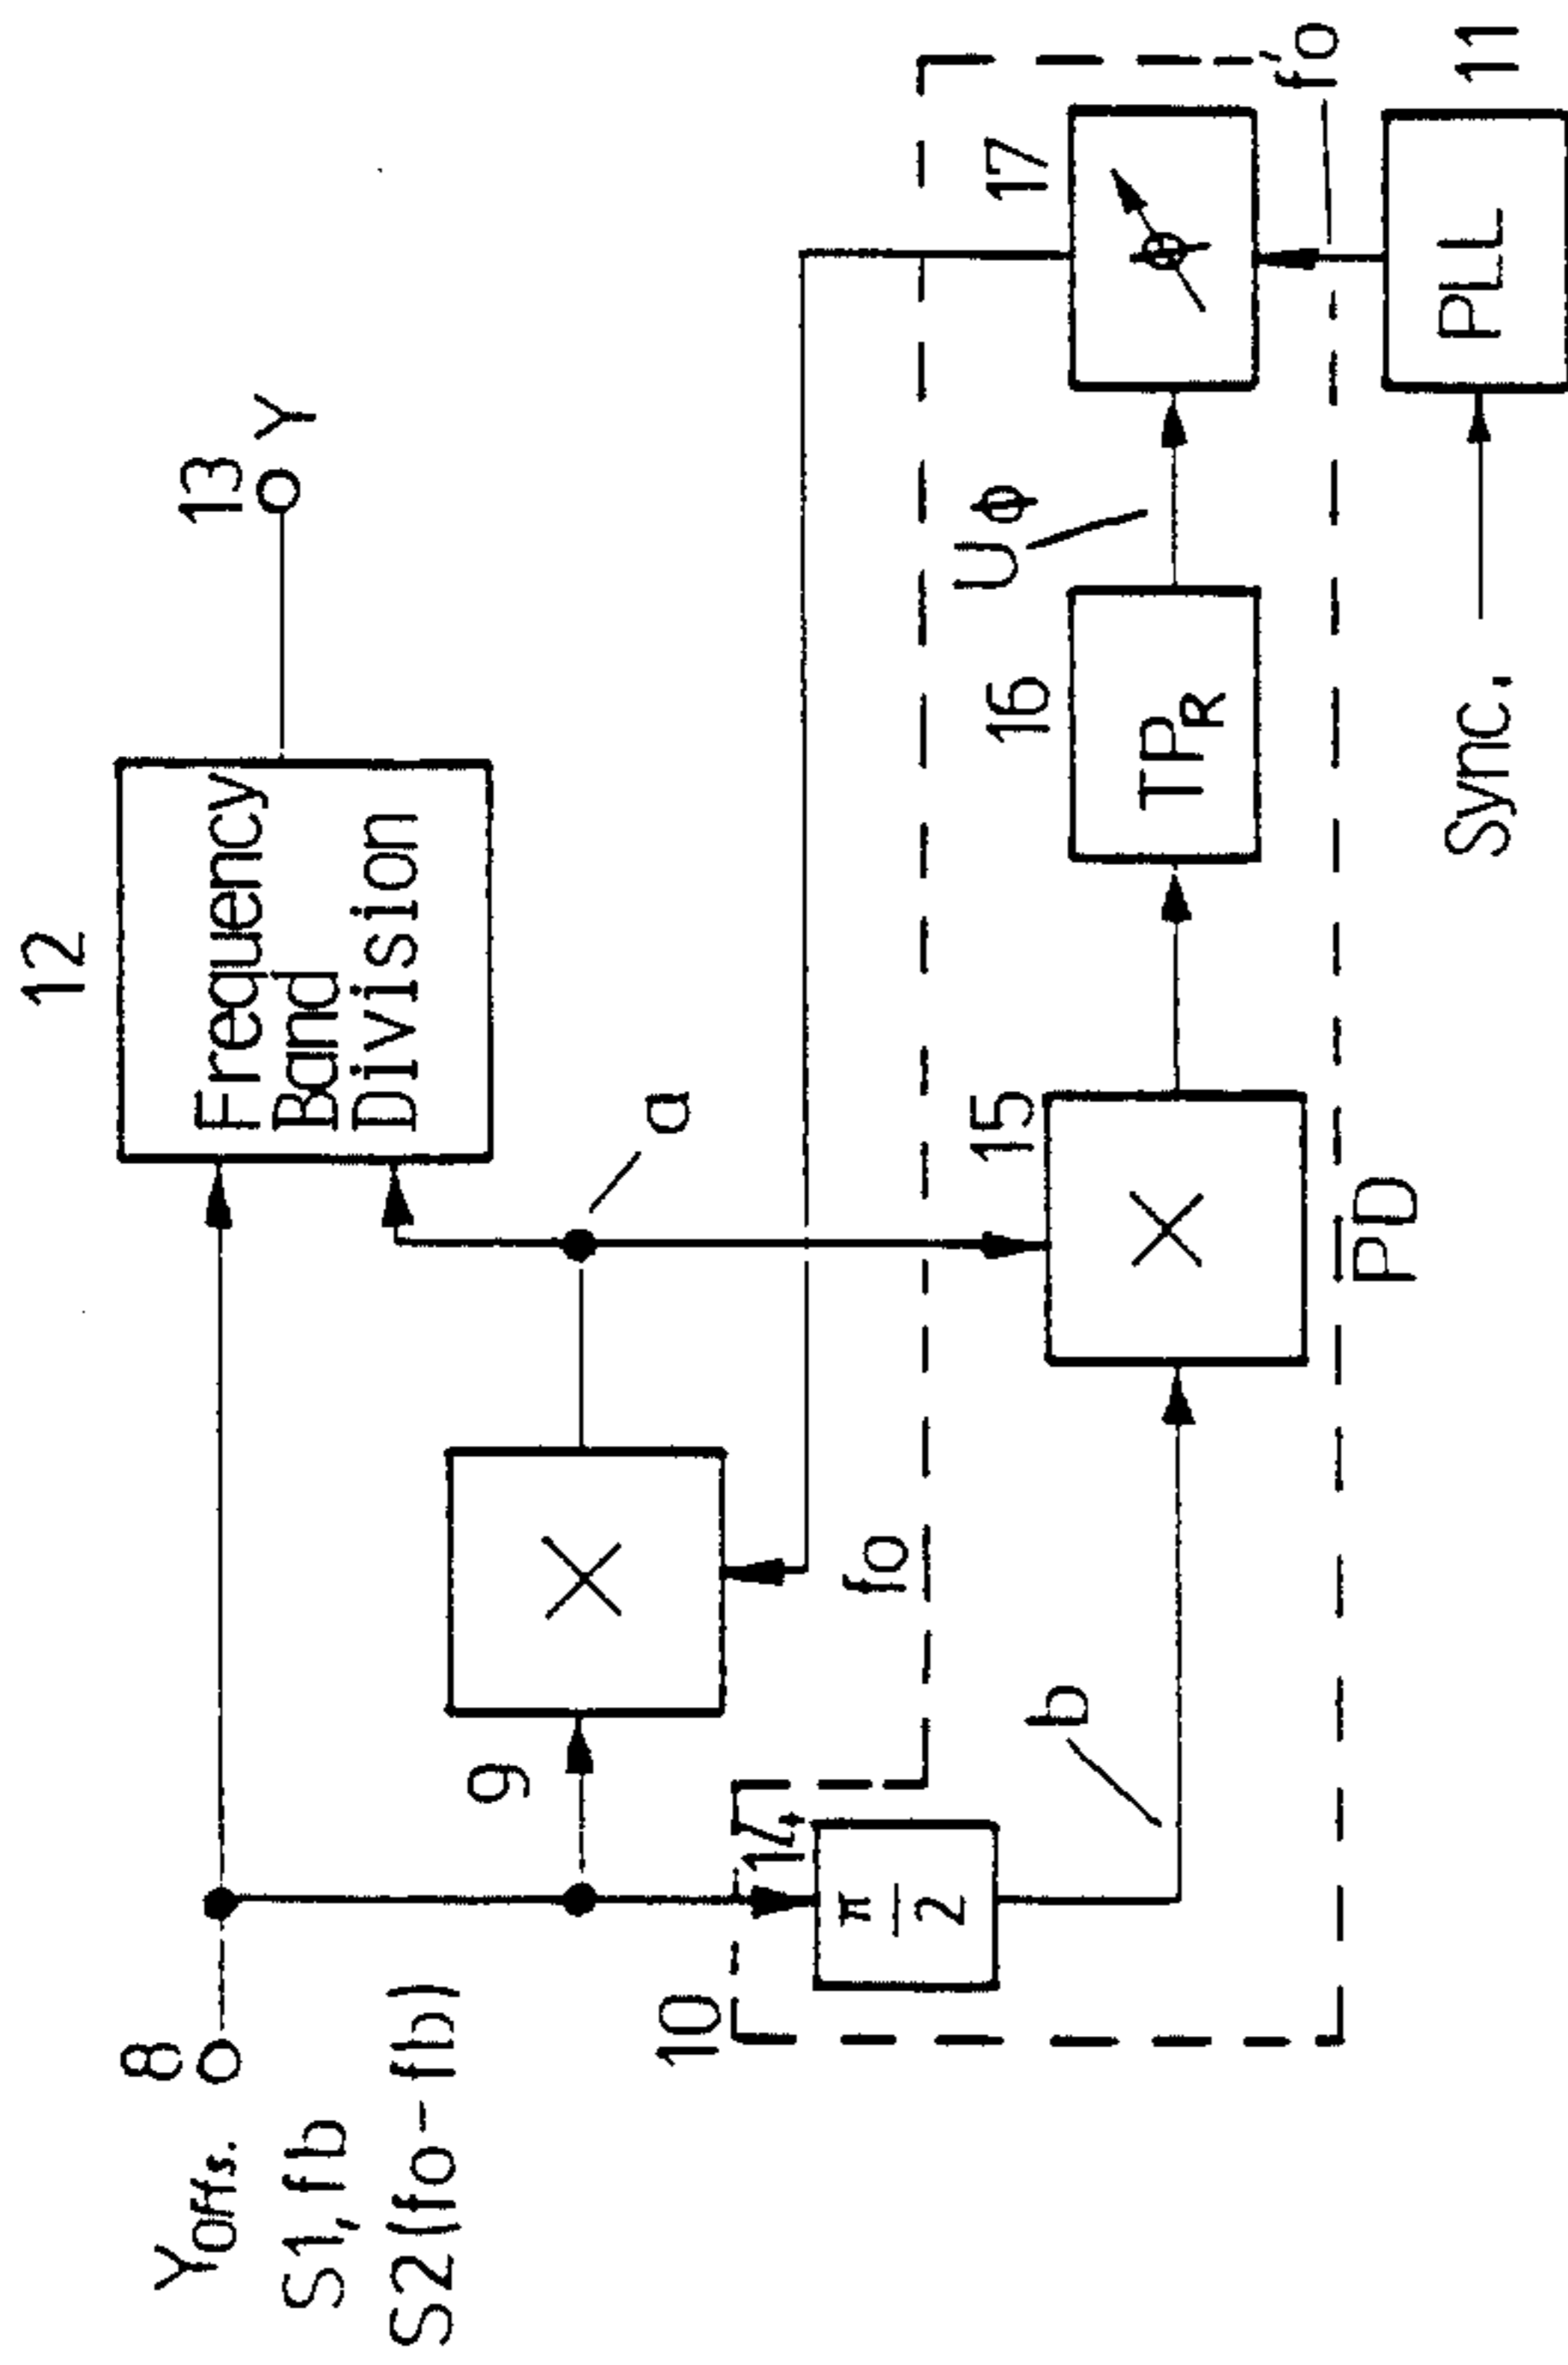 12
Frequency
Band
Division
13
Y
8
Yoffs.
S1, fb
S2(fo-fb)
9
a
fo
10
14
π
2
b
15
PD
16
TPR
Uϕ
17
ϕ
f'o
PLL
11
Sync.